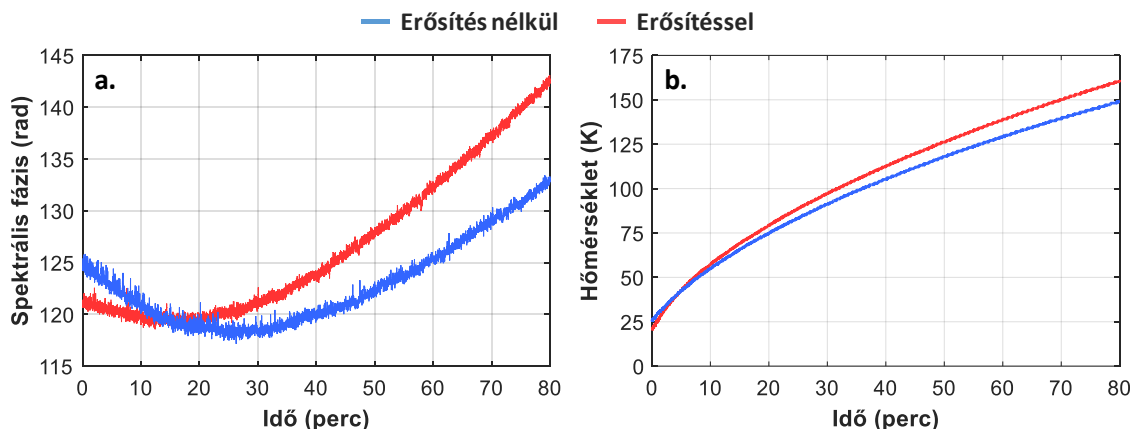 Erősítés nélkül
Erősítéssel
a.
Spektrális fázis (rad)
145
140
135
130
125
120
115
0 10 20 30 40 50 60 70 80
Idő (perc)
b.
Hőmérséklet (K)
175
150
125
100
75
50
25
0
0 10 20 30 40 50 60 70 80
Idő (perc)